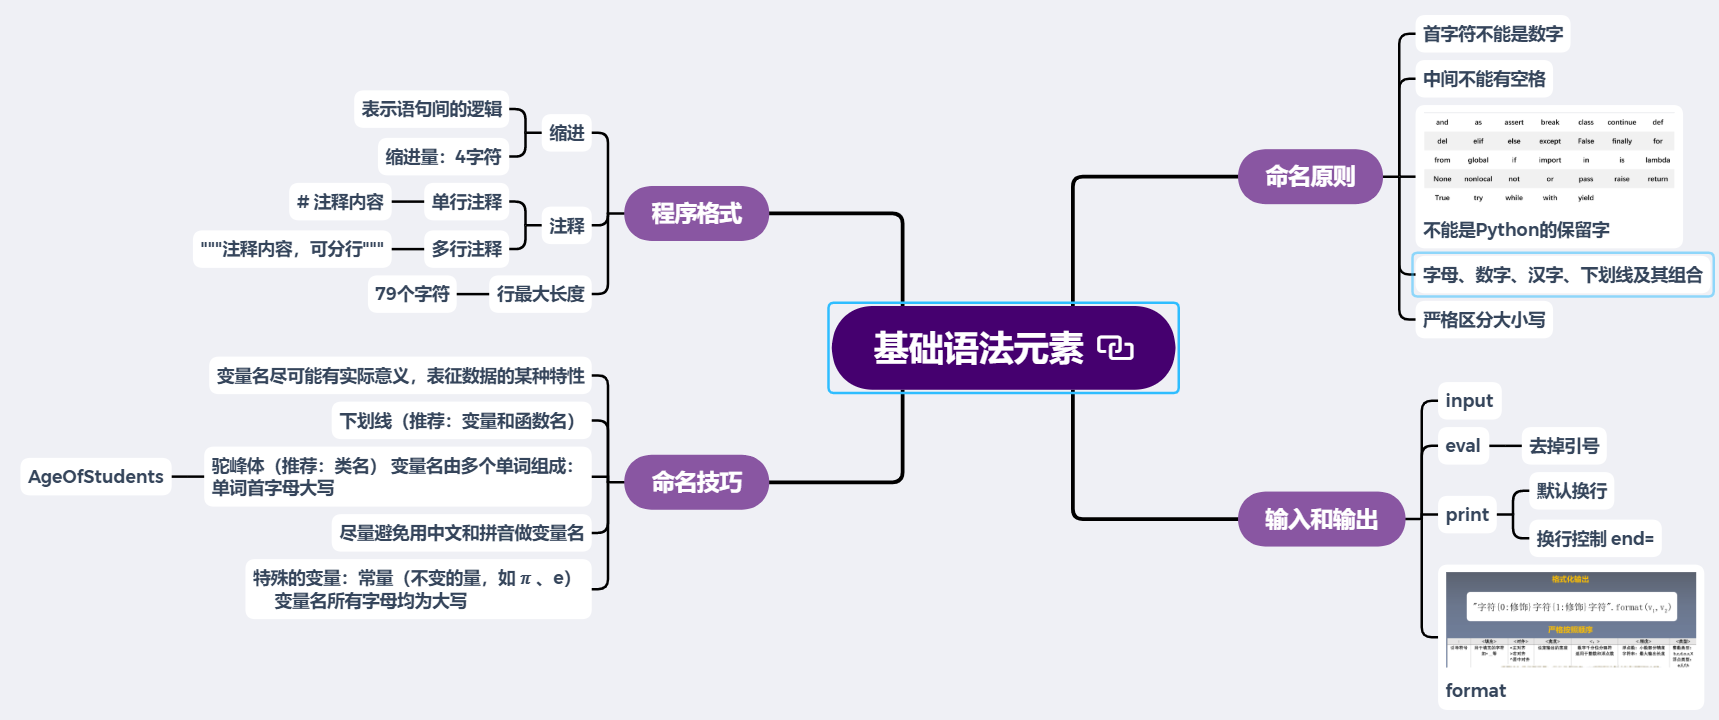 基础语法元素
程序格式
缩进
表示语句间的逻辑
缩进量：4字符
注释
单行注释
# 注释内容
多行注释
"""注释内容，可分行"""
行最大长度
79个字符
命名技巧
变量名尽可能有实际意义，表征数据的某种特性
下划线（推荐：变量和函数名）
驼峰体（推荐：类名） 变量名由多个单词组成：
单词首字母大写
AgeOfStudents
尽量避免用中文和拼音做变量名
特殊的变量：常量（不变的量，如 π 、e）
变量名所有字母均为大写
命名原则
首字符不能是数字
中间不能有空格
and as assert break class continue def
del elif else except False finally for
from global if import in is lambda
None nonlocal not or pass raise return
True try while with yield
不能是Python的保留字
字母、数字、汉字、下划线及其组合
严格区分大小写
输入和输出
input
eval
去掉引号
print
默认换行
换行控制 end=
格式化输出
"字符{0:修饰}字符{1:修饰}字符".format(v1,v2)
严格按照顺序
<填充> <对齐> <宽度> <,> <.精度> <类型>
format